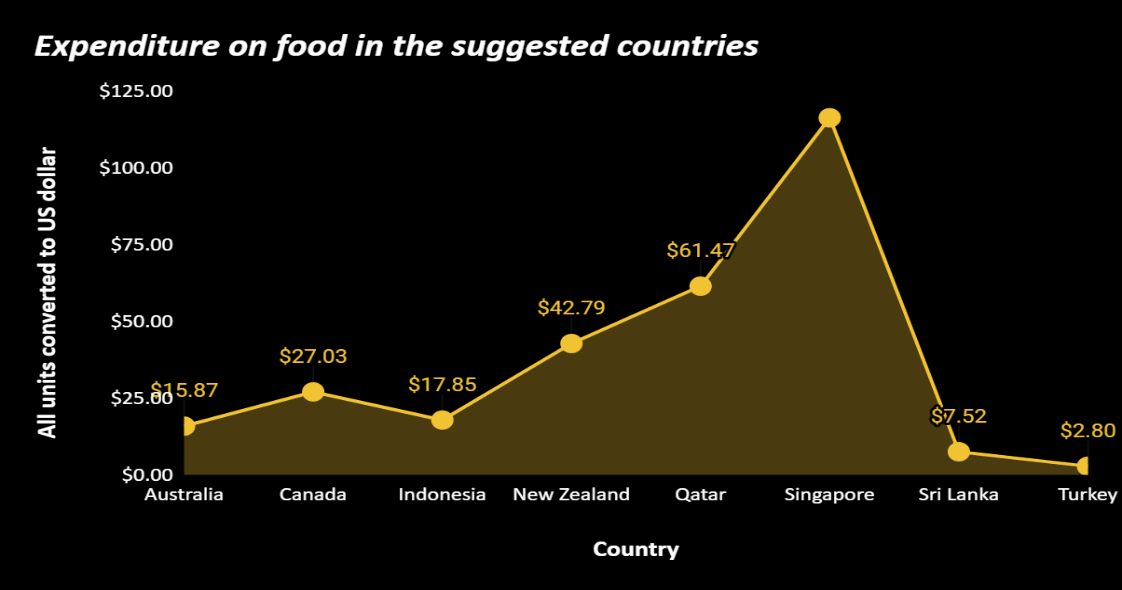 Expenditure on food in the suggested countries
All units converted to US dollar
$125.00
$100.00
$75.00
$50.00
$25.00
$0.00
$15.87
$27.03
$17.85
$42.79
$61.47
$7.52
$2.80
Australia
Canada
Indonesia
New Zealand
Qatar
Singapore
Sri Lanka
Turkey
Country